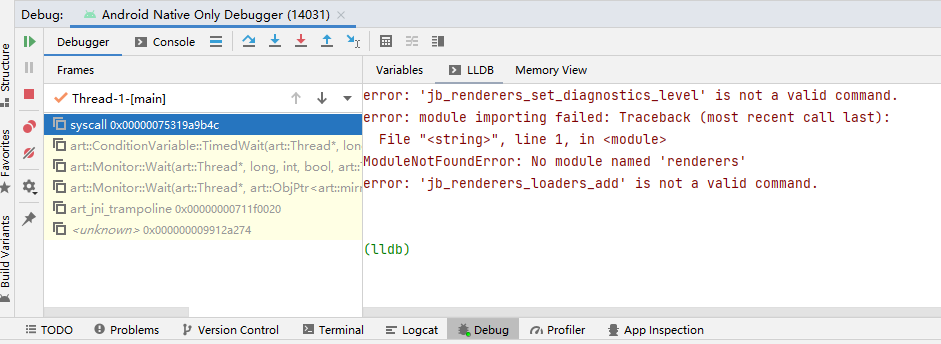 Debug: Android Native Only Debugger (14031)
Debugger Console
Frames
Variables LLDB Memory View
Thread-1-[main]
syscall 0x00000075319a9b4c
art::ConditionVariable::TimedWait(art::Thread*, lon
art::Monitor::Wait(art::Thread*, long, int, bool, art::T
art::Monitor::Wait(art::Thread*, art::ObjPtr<art::mirr
art_jni_trampoline 0x00000000711f0020
<unknown> 0x000000009912a274
error: 'jb_renderers_set_diagnostics_level' is not a valid command.
error: module importing failed: Traceback (most recent call last):
File "<string>", line 1, in <module>
ModuleNotFoundError: No module named 'renderers'
error: 'jb_renderers_loaders_add' is not a valid command.
(lldb)
Structure
Favorites
Build Variants
TODO Problems Version Control Terminal Logcat Debug Profiler App Inspection